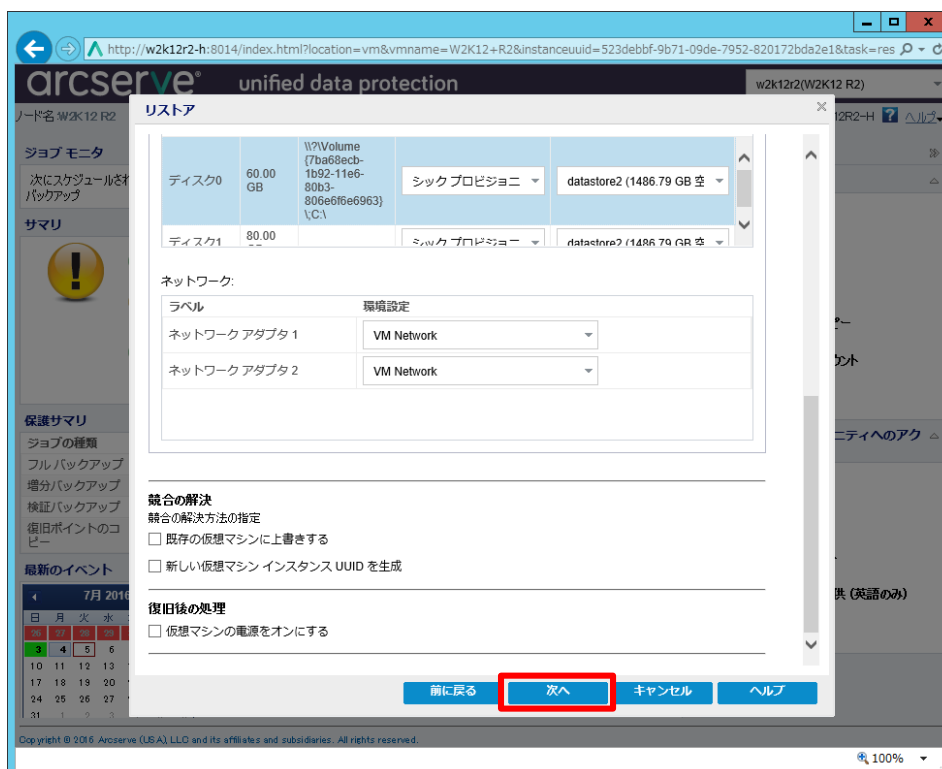 http://w2k12r2-h:8014/index.html?location=vm&vmname=W2K12+R2&instanceuuid=523debbf-9b71-09de-7952-820172bda2e1&task=res
arcserve® unified data protection
w2k12r2(W2K12 R2)
ノード名:W2K12 R2
12R2-H ヘルプ
リストア
ジョブ モニタ
次にスケジュールされ
バックアップ
サマリ
\\?\Volume
{7ba68ecb-
1b92-11e6-
80b3-
806e6f6e6963}
\;C:\
ディスク0
60.00
GB
シック プロビジョニ
datastore2 (1486.79 GB 空
ディスク1
80.00
シック プロビジョニ
datastore2 (1486.79 GB 空
ネットワーク:
ラベル 環境設定
ネットワーク アダプタ 1 VM Network
ネットワーク アダプタ 2 VM Network
ピー
ウント
保護サマリ
ジョブの種類
フル バックアップ
増分バックアップ
検証バックアップ
復旧ポイントのコ
ピー
ニティへのアク
競合の解決
競合の解決方法の指定
既存の仮想マシンに上書きする
新しい仮想マシン インスタンス UUID を生成
最新のイベント
7月 2016
日 月 火 水
26 27 28 29
3 4 5 6
10 11 12 13
17 18 19 20
24 25 26 27
31 1 2 3
供 (英語のみ)
復旧後の処理
仮想マシンの電源をオンにする
前に戻る 次へ キャンセル ヘルプ
Copyright © 2016 Arcserve (USA), LLC and its affiliates and subsidiaries. All rights reserved.
100%